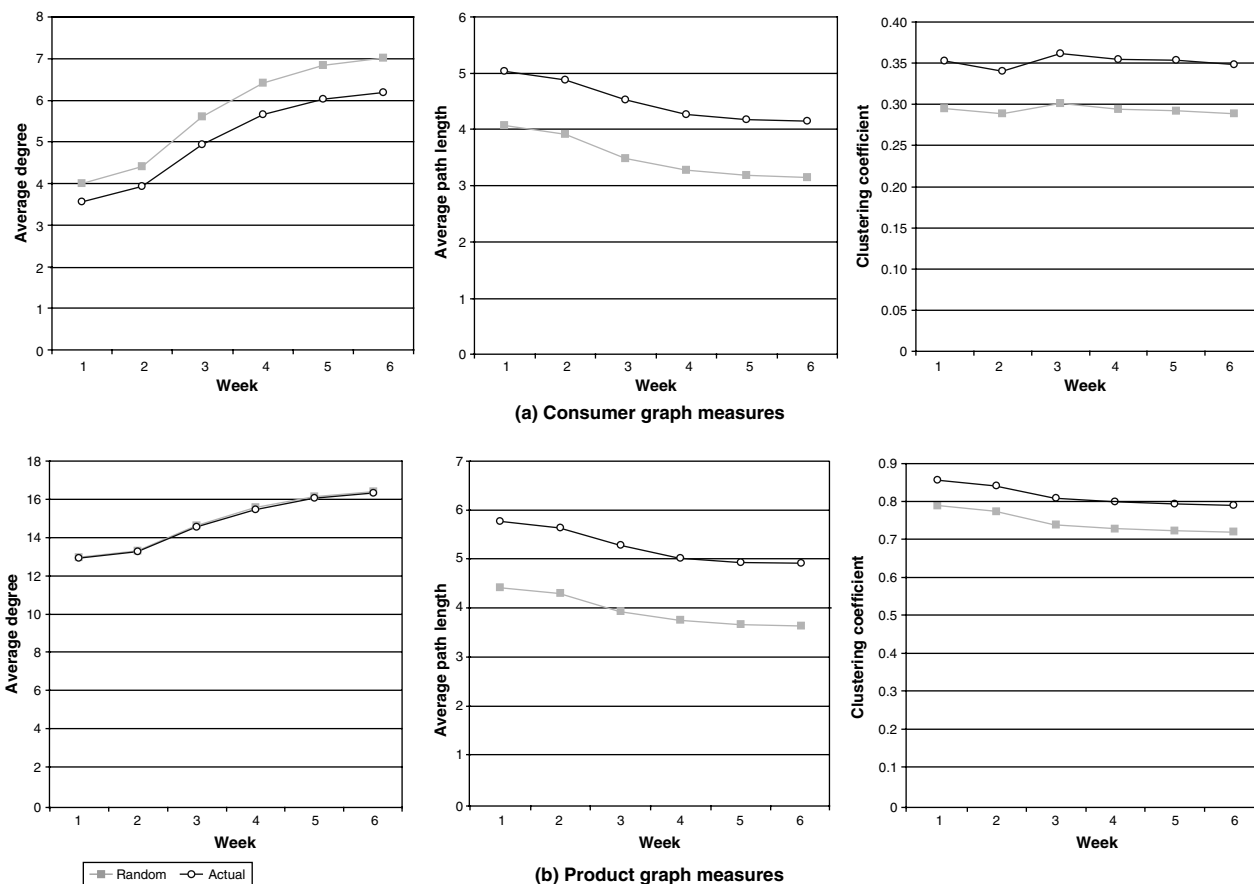 Average degree
8
7
6
5
4
3
2
1
0
1 2 3 4 5 6
Week
Average path length
6
5
4
3
2
1
0
1 2 3 4 5 6
Week
Clustering coefficient
0.40
0.35
0.30
0.25
0.20
0.15
0.10
0.05
0
1 2 3 4 5 6
Week
(a) Consumer graph measures
Average degree
18
16
14
12
10
8
6
4
2
0
1 2 3 4 5 6
Week
Average path length
7
6
5
4
3
2
1
0
1 2 3 4 5 6
Week
Clustering coefficient
0.9
0.8
0.7
0.6
0.5
0.4
0.3
0.2
0.1
0
1 2 3 4 5 6
Week
Random Actual
(b) Product graph measures